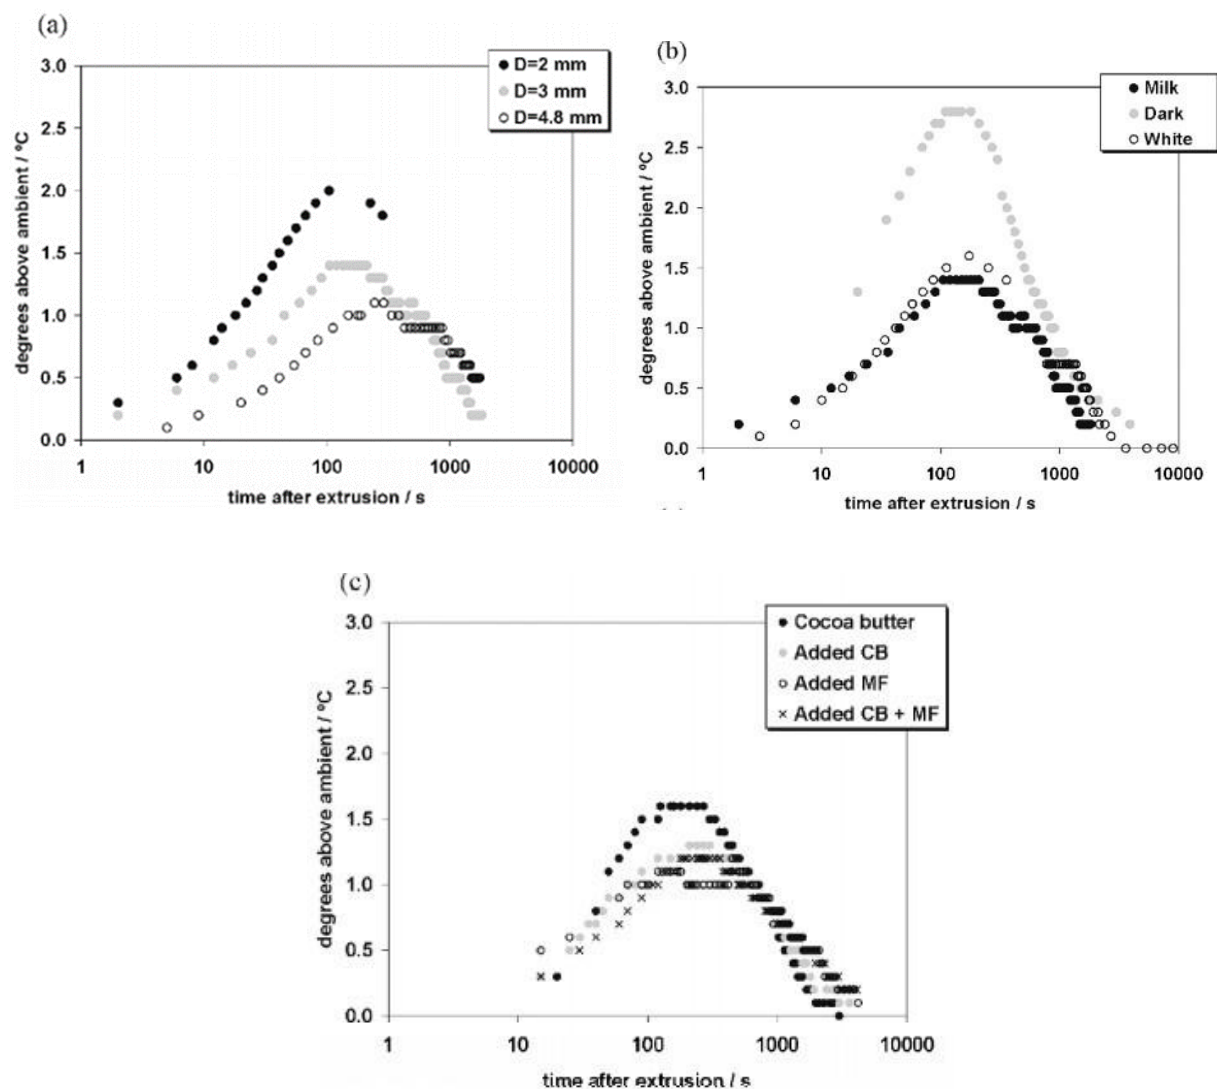 (a)
3.0
2.5
2.0
1.5
1.0
0.5
0.0
degrees above ambient / ºC
1 10 100 1000 10000
time after extrusion / s
D=2 mm
D=3 mm
D=4.8 mm
(b)
3.0
2.5
2.0
1.5
1.0
0.5
0.0
degrees above ambient / ºC
1 10 100 1000 10000
time after extrusion / s
Milk
Dark
White
(c)
3.0
2.5
2.0
1.5
1.0
0.5
0.0
degrees above ambient / ºC
1 10 100 1000 10000
time after extrusion / s
Cocoa butter
Added CB
Added MF
Added CB + MF